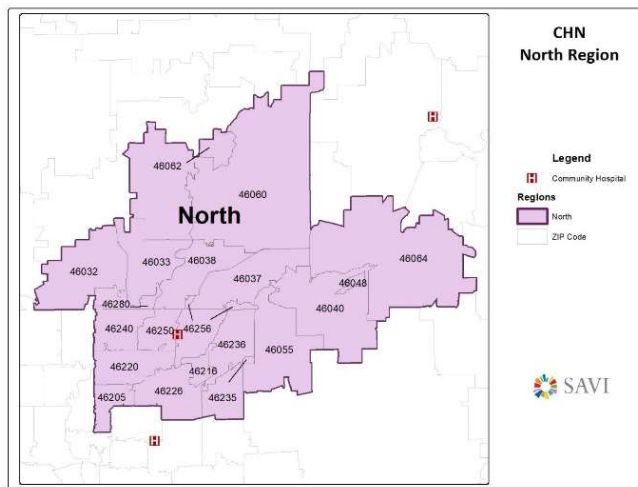 CHN
North Region
Legend
H Community Hospital
Regions
North
ZIP Code
SAVI
H
46062
46060
North
46032
46033
46038
46064
46037
46048
46040
46280
46240
46250
46256
H
46236
46055
46220
46216
46205
46226
46235
H